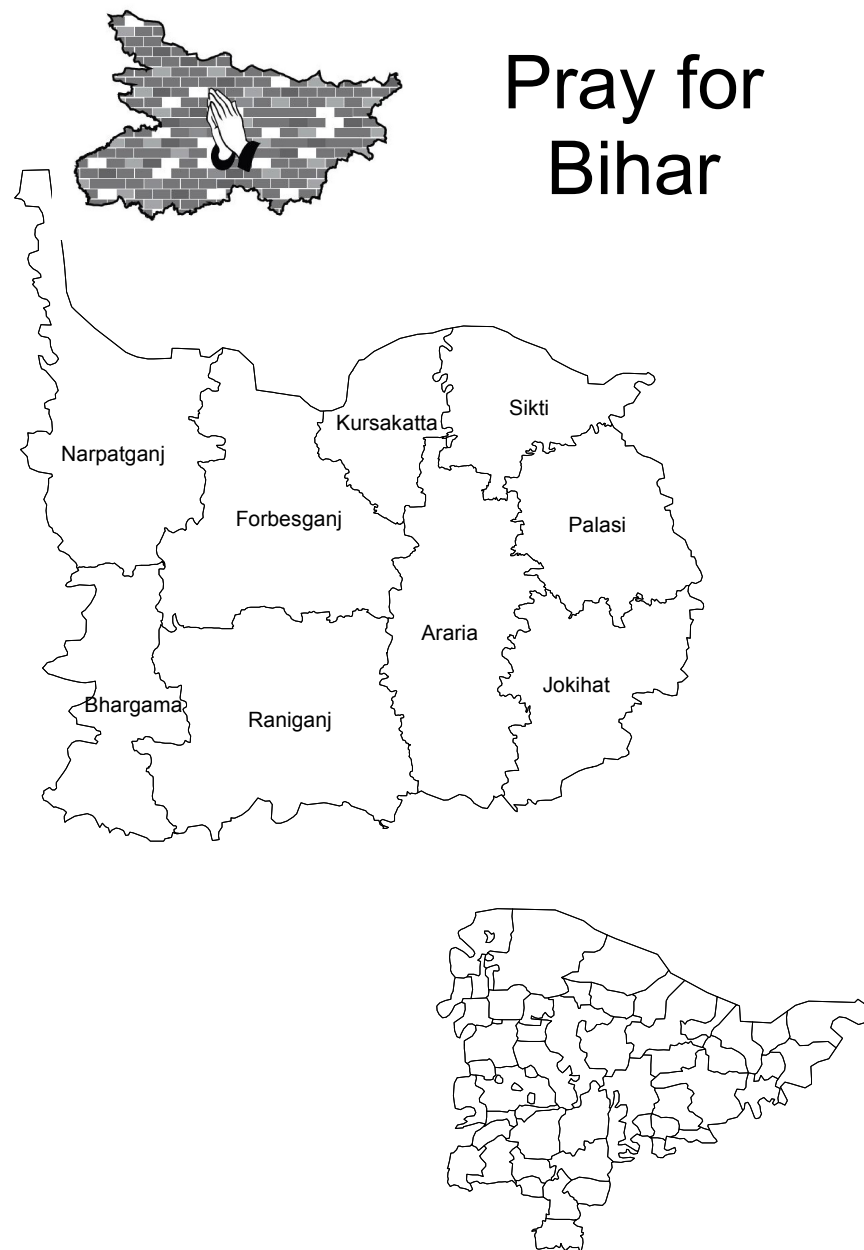 Pray for
Bihar
Sikti
Kursakatta
Narpatganj
Forbesganj
Palasi
Araria
Jokihat
Bhargama
Raniganj